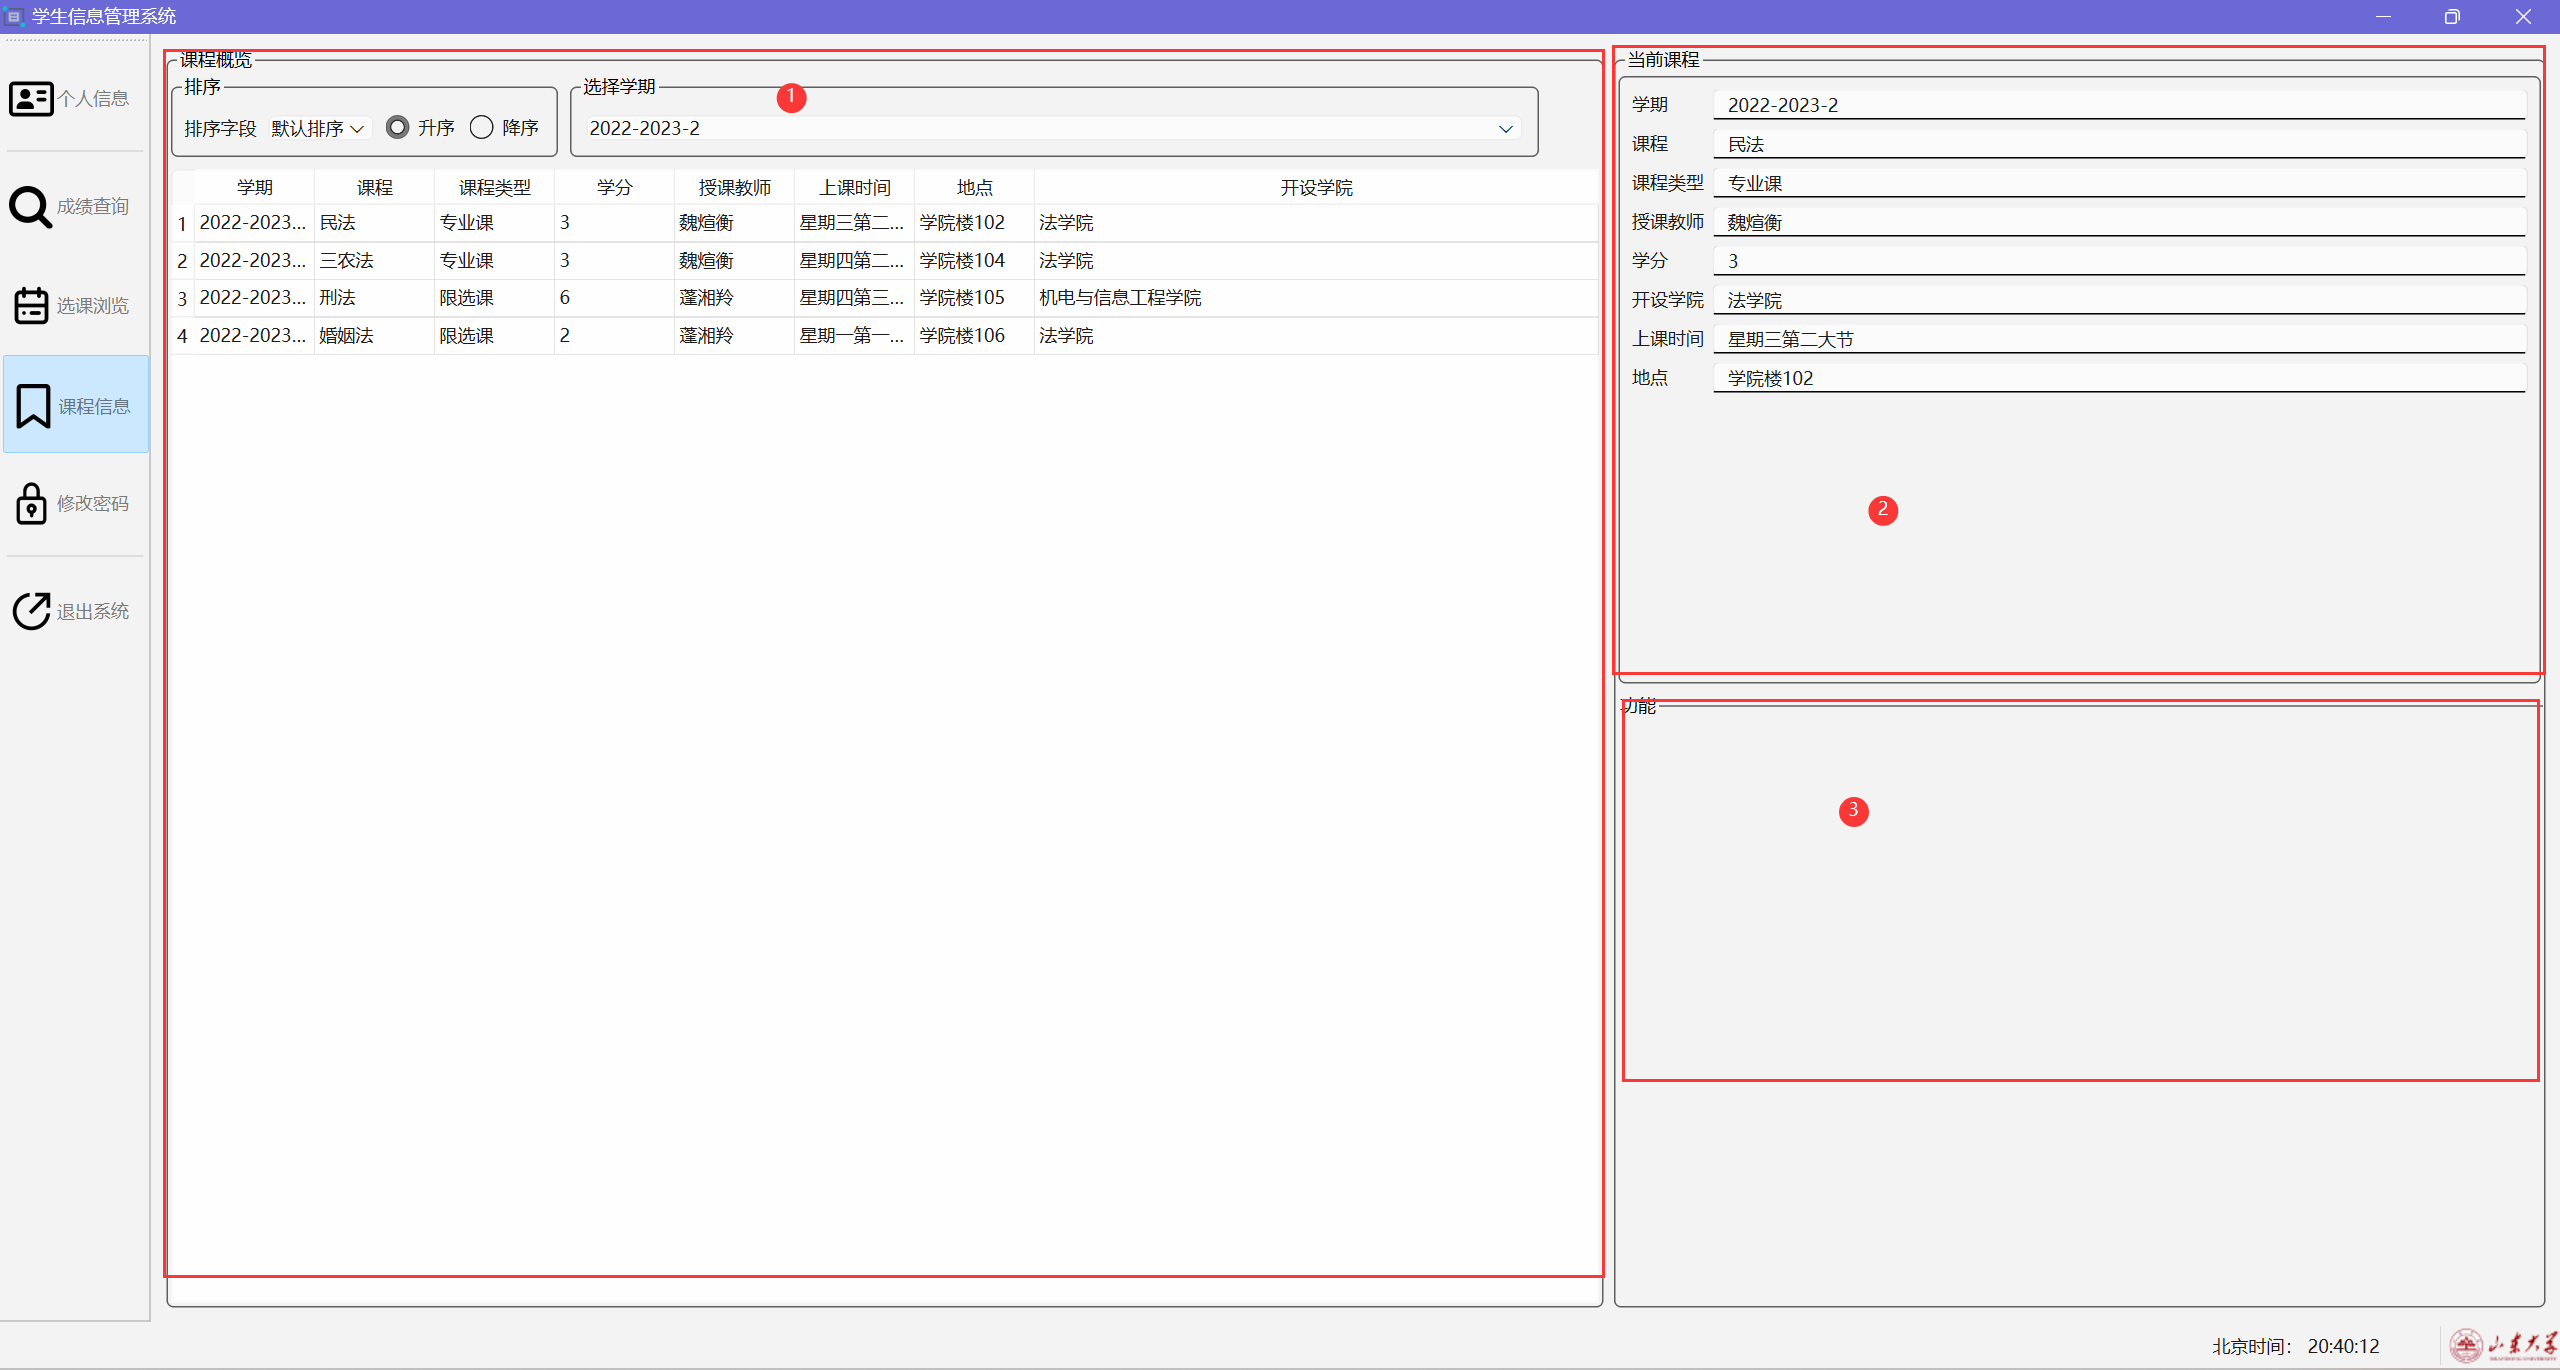 学生信息管理系统
个人信息
成绩查询
选课浏览
课程信息
修改密码
退出系统
课程概览
排序
排序字段 默认排序 升序 降序
选择学期
1
2022-2023-2
学期 课程 课程类型 学分 授课教师 上课时间 地点 开设学院
1 2022-2023... 民法 专业课 3 魏煊衡 星期三第二... 学院楼102 法学院
2 2022-2023... 三农法 专业课 3 魏煊衡 星期四第二... 学院楼104 法学院
3 2022-2023... 刑法 限选课 6 蓬湘羚 星期四第三... 学院楼105 机电与信息工程学院
4 2022-2023... 婚姻法 限选课 2 蓬湘羚 星期一第一... 学院楼106 法学院
当前课程
学期 2022-2023-2
课程 民法
课程类型 专业课
授课教师 魏煊衡
学分 3
开设学院 法学院
上课时间 星期三第二大节
地点 学院楼102
2
功能
3
北京时间： 20:40:12
山东大学